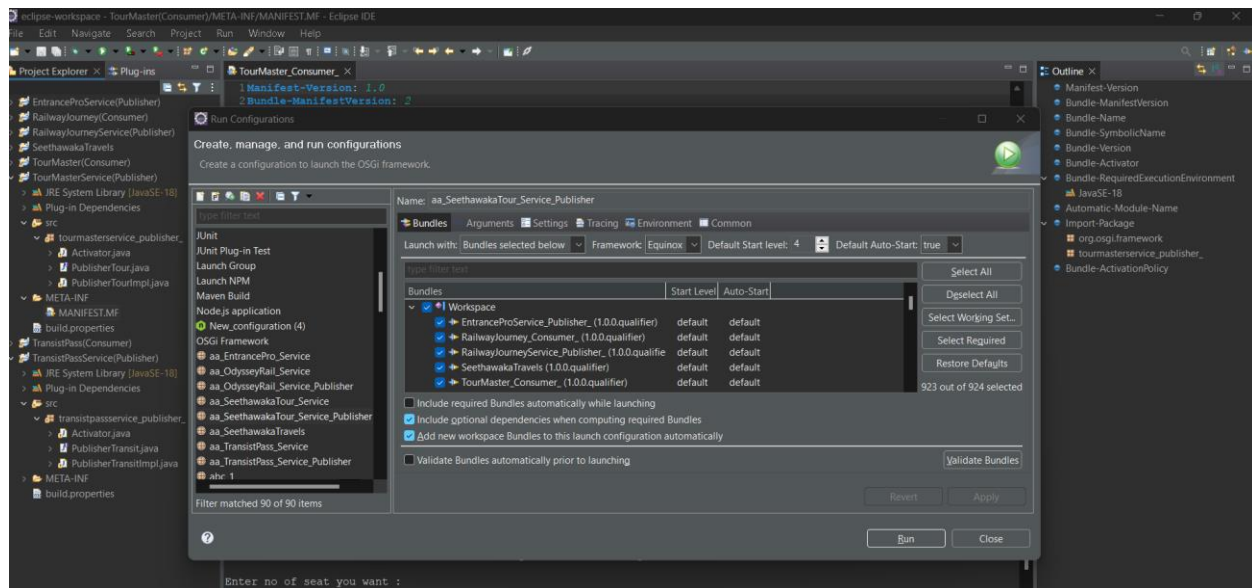 eclipse-workspace - TourMaster(Consumer)/META-INF/MANIFEST.MF - Eclipse IDE
File Edit Navigate Search Project Run Window Help
Project Explorer Plug-ins
EntranceProService(Publisher)
RailwayJourney(Consumer)
RailwayJourneyService(Publisher)
SeethawakaTravels
TourMaster(Consumer)
TourMasterService(Publisher)
JRE System Library [JavaSE-18]
Plug-in Dependencies
src
tourmasterservice_publisher_
Activator.java
PublisherTour.java
PublisherTourImpl.java
META-INF
MANIFEST.MF
build.properties
TransistPass(Consumer)
TransistPassService(Publisher)
JRE System Library [JavaSE-18]
Plug-in Dependencies
src
transistpassservice_publisher_
Activator.java
PublisherTransit.java
PublisherTransitImpl.java
META-INF
build.properties
TourMaster_Consumer_
1 Manifest-Version: 1.0
2 Bundle-ManifestVersion: 2
Run Configurations
Create, manage, and run configurations
Create a configuration to launch the OSGi framework.
type filter text
JUnit
JUnit Plug-in Test
Launch Group
Launch NPM
Maven Build
Node.js application
New_configuration (4)
OSGi Framework
aa_EntrancePro_Service
aa_OdysseyRail_Service
aa_OdysseyRail_Service_Publisher
aa_SeethawakaTour_Service
aa_SeethawakaTour_Service_Publisher
aa_SeethawakaTravels
aa_TransistPass_Service
aa_TransistPass_Service_Publisher
abc_1
Filter matched 90 of 90 items
Name: aa_SeethawakaTour_Service_Publisher
Bundles Arguments Settings Tracing Environment Common
Launch with: Bundles selected below Framework: Equinox Default Start level: 4 Default Auto-Start: true
type filter text
Bundles Start Level Auto-Start
Workspace
EntranceProService_Publisher_ (1.0.0.qualifier) default default
RailwayJourney_Consumer_ (1.0.0.qualifier) default default
RailwayJourneyService_Publisher_ (1.0.0.qualifie default default
SeethawakaTravels (1.0.0.qualifier) default default
TourMaster_Consumer_ (1.0.0.qualifier) default default
Select All
Deselect All
Select Working Set...
Select Required
Restore Defaults
923 out of 924 selected
Include required Bundles automatically while launching
Include optional dependencies when computing required Bundles
Add new workspace Bundles to this launch configuration automatically
Validate Bundles automatically prior to launching
Validate Bundles
Revert Apply
Run Close
Enter no of seat you want :
Outline
Manifest-Version
Bundle-ManifestVersion
Bundle-Name
Bundle-SymbolicName
Bundle-Version
Bundle-Activator
Bundle-RequiredExecutionEnvironment
JavaSE-18
Automatic-Module-Name
Import-Package
org.osgi.framework
tourmasterservice_publisher_
Bundle-ActivationPolicy